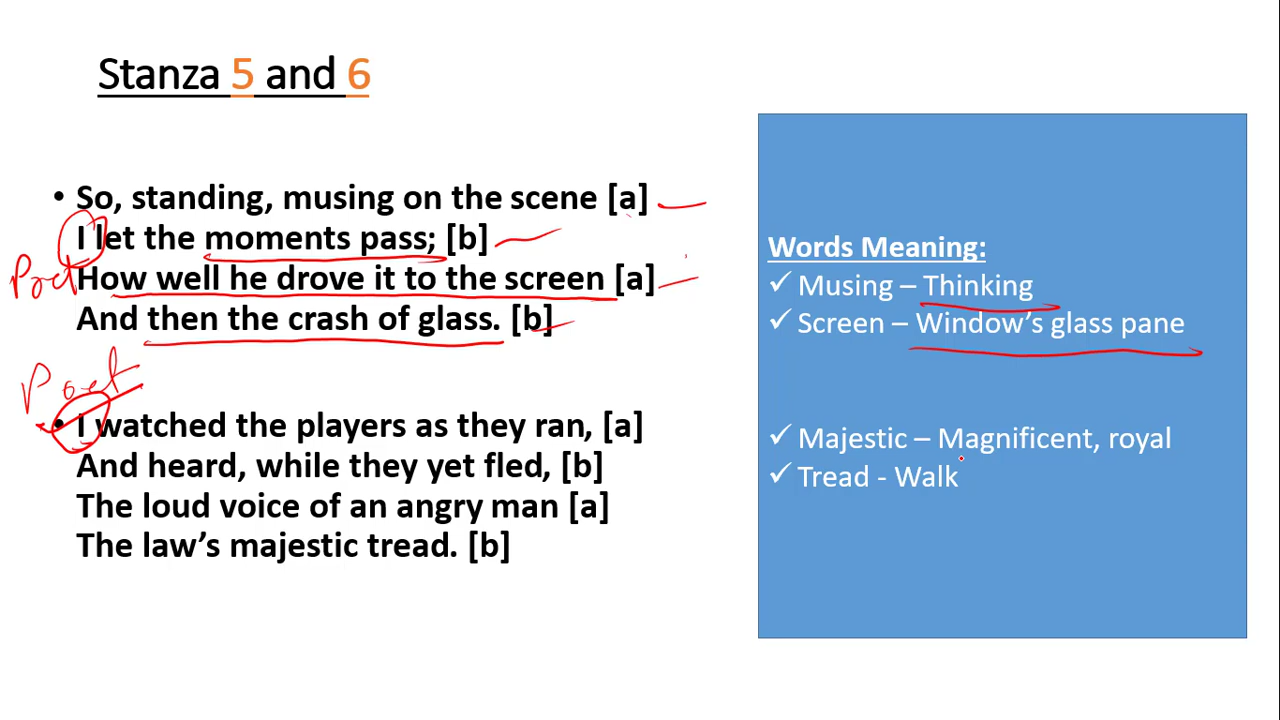 Stanza 5 and 6
• So, standing, musing on the scene [a]
I let the moments pass; [b]
Poet
How well he drove it to the screen [a]
And then the crash of glass. [b]
Poet
• I watched the players as they ran, [a]
And heard, while they yet fled, [b]
The loud voice of an angry man [a]
The law’s majestic tread. [b]
Words Meaning:
✓ Musing – Thinking
✓ Screen – Window’s glass pane
✓ Majestic – Magnificent, royal
✓ Tread - Walk